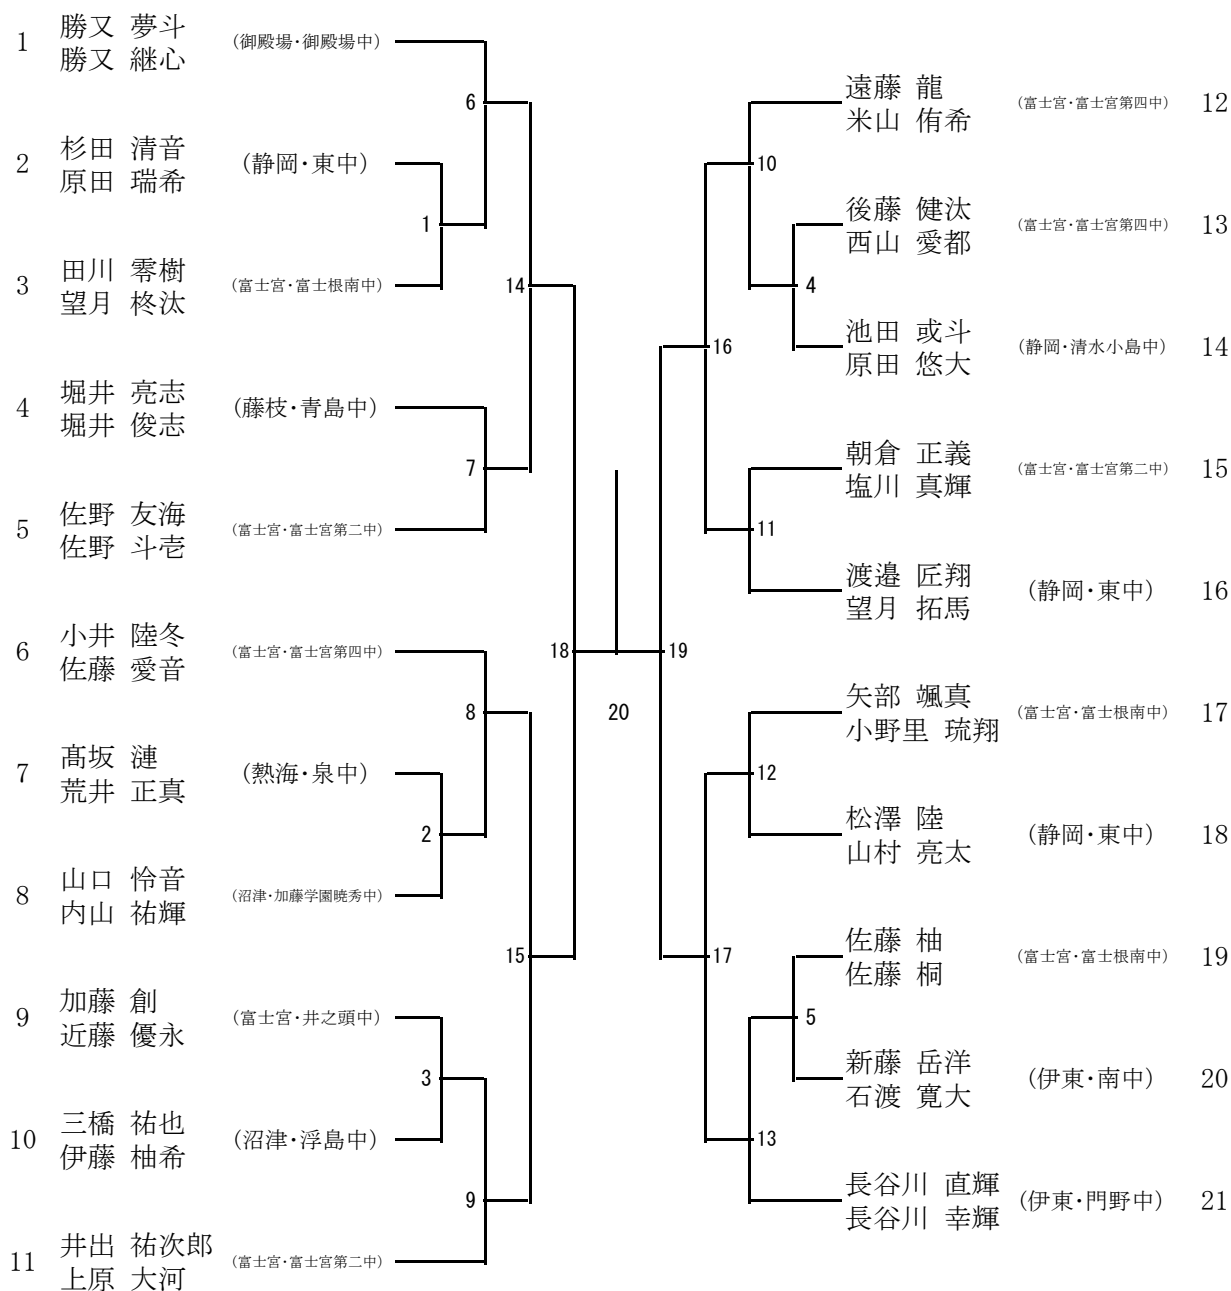 1 勝又 夢斗 (御殿場・御殿場中)
勝又 継心
6
2 杉田 清音 (静岡・東中)
原田 瑞希
1
3 田川 零樹 (富士宮・富士根南中)
望月 柊汰
14
4 堀井 亮志 (藤枝・青島中)
堀井 俊志
7
5 佐野 友海 (富士宮・富士宮第二中)
佐野 斗壱
18
6 小井 陸冬 (富士宮・富士宮第四中)
佐藤 愛音
8
7 髙坂 漣 (熱海・泉中)
荒井 正真
2
8 山口 怜音 (沼津・加藤学園暁秀中)
内山 祐輝
15
9 加藤 創 (富士宮・井之頭中)
近藤 優永
3
10 三橋 祐也 (沼津・浮島中)
伊藤 柚希
9
11 井出 祐次郎 (富士宮・富士宮第二中)
上原 大河
20
遠藤 龍 (富士宮・富士宮第四中) 12
米山 侑希
10
後藤 健汰 (富士宮・富士宮第四中) 13
西山 愛都
4
池田 或斗 (静岡・清水小島中) 14
原田 悠大
16
朝倉 正義 (富士宮・富士宮第二中) 15
塩川 真輝
11
渡邉 匠翔 (静岡・東中) 16
望月 拓馬
19
矢部 颯真 (富士宮・富士根南中) 17
小野里 琉翔
12
松澤 陸 (静岡・東中) 18
山村 亮太
17
佐藤 柚 (富士宮・富士根南中) 19
佐藤 桐
5
新藤 岳洋 (伊東・南中) 20
石渡 寛大
13
長谷川 直輝 (伊東・門野中) 21
長谷川 幸輝